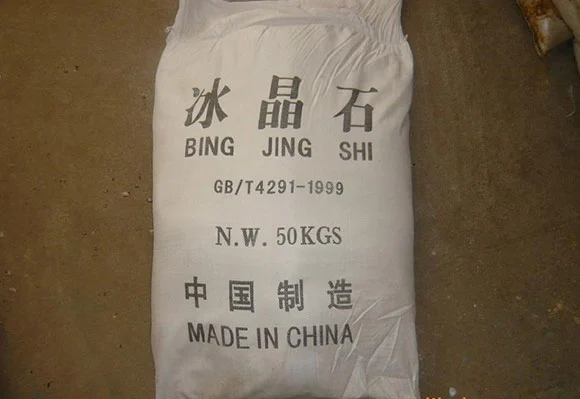 冰晶石
BING JING SHI
GB/T4291-1999
N.W. 50KGS
中国制造
MADE IN CHINA